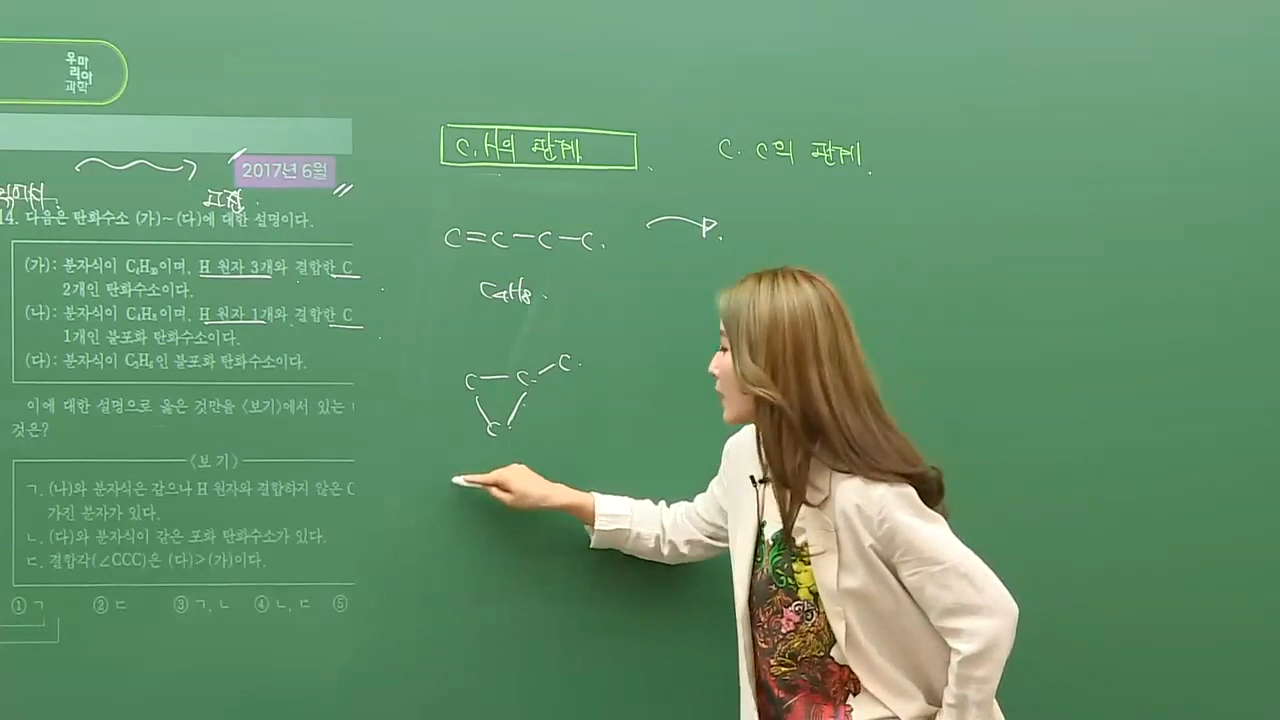 우마
리아
과학
2017년 6월
교점.
14. 다음은 탄화수소 (가)~(다)에 대한 설명이다.
(가): 분자식이 C₄H₁₀이며, H 원자 3개와 결합한 C
2개인 탄화수소이다.
(나): 분자식이 C₄H₈이며, H 원자 1개와 결합한 C
1개인 불포화 탄화수소이다.
(다): 분자식이 C₃H₆인 불포화 탄화수소이다.
이에 대한 설명으로 옳은 것만을 〈보기〉에서 있는
것은?
〈보 기〉
ㄱ. (나)와 분자식은 같으나 H 원자와 결합하지 않은 C
가진 분자가 있다.
ㄴ. (다)와 분자식이 같은 포화 탄화수소가 있다.
ㄷ. 결합각(∠CCC)은 (다)>(가)이다.
① ㄱ ② ㄷ ③ ㄱ, ㄴ ④ ㄴ, ㄷ ⑤
C, H의 관계
C. C의 관계.
C=C-C-C.
C₄H₈.
C-C-C.
C